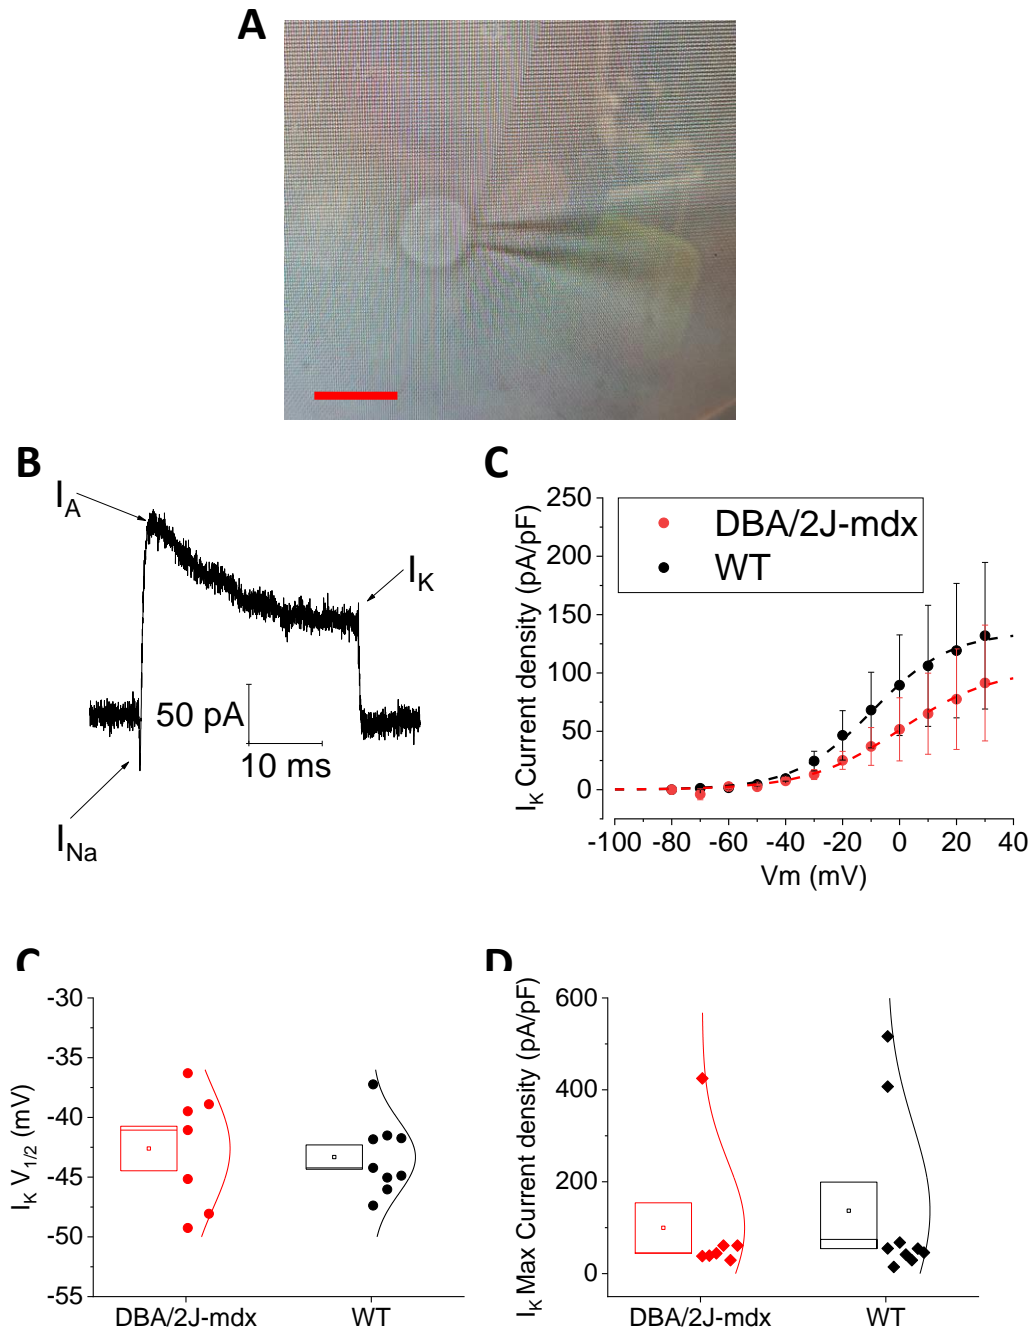 A
B
I_A
I_K
50 pA
10 ms
I_Na
C
I_K Current density (pA/pF)
250
200
150
100
50
0
DBA/2J-mdx
WT
-100 -80 -60 -40 -20 0 20 40
Vm (mV)
C
I_K V_1/2 (mV)
-30
-35
-40
-45
-50
-55
DBA/2J-mdx WT
D
I_K Max Current density (pA/pF)
600
400
200
0
DBA/2J-mdx WT